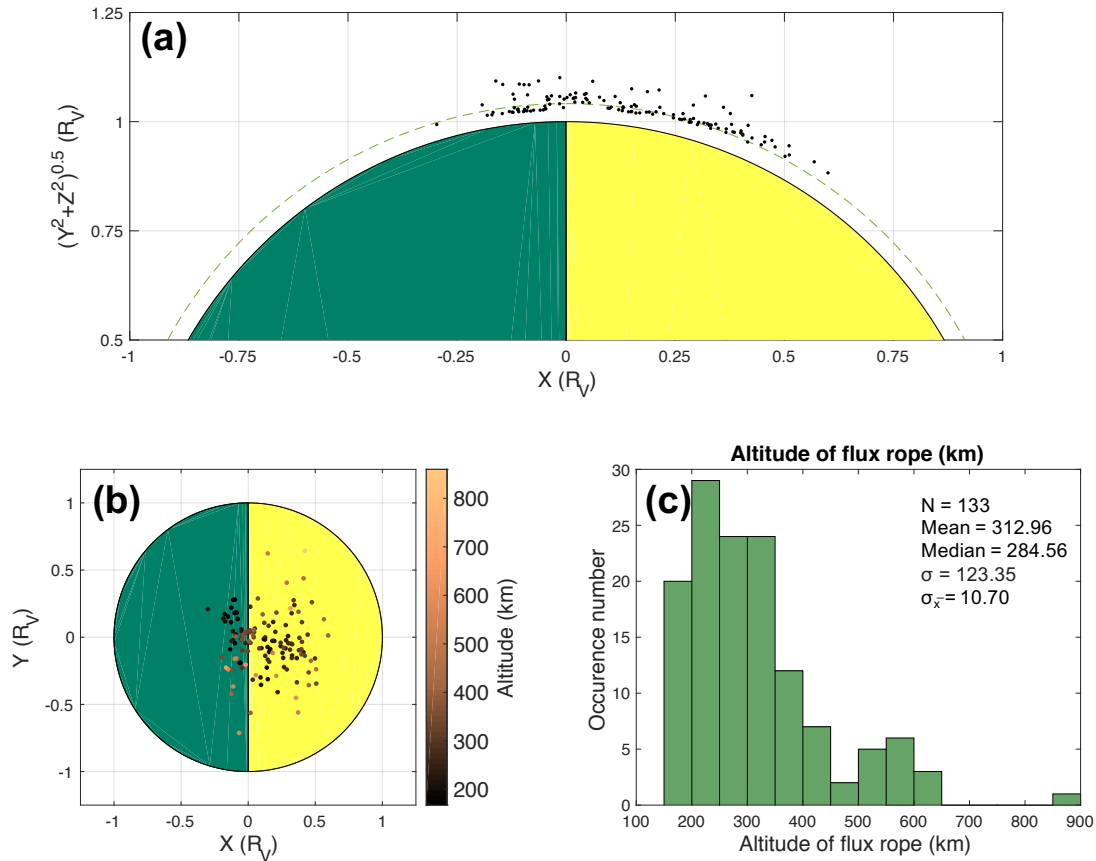 (a)
1.25
1
0.75
0.5
(Y²+Z²)^0.5 (R_V)
-1 -0.75 -0.5 -0.25 0 0.25 0.5 0.75 1
X (R_V)
(b)
1
0.5
0
-0.5
-1
Y (R_V)
-1 -0.5 0 0.5 1
X (R_V)
800
700
600
500
400
300
200
Altitude (km)
Altitude of flux rope (km)
(c)
30
25
20
15
10
5
0
Occurence number
N = 133
Mean = 312.96
Median = 284.56
σ = 123.35
σ_x̄ = 10.70
100 200 300 400 500 600 700 800 900
Altitude of flux rope (km)